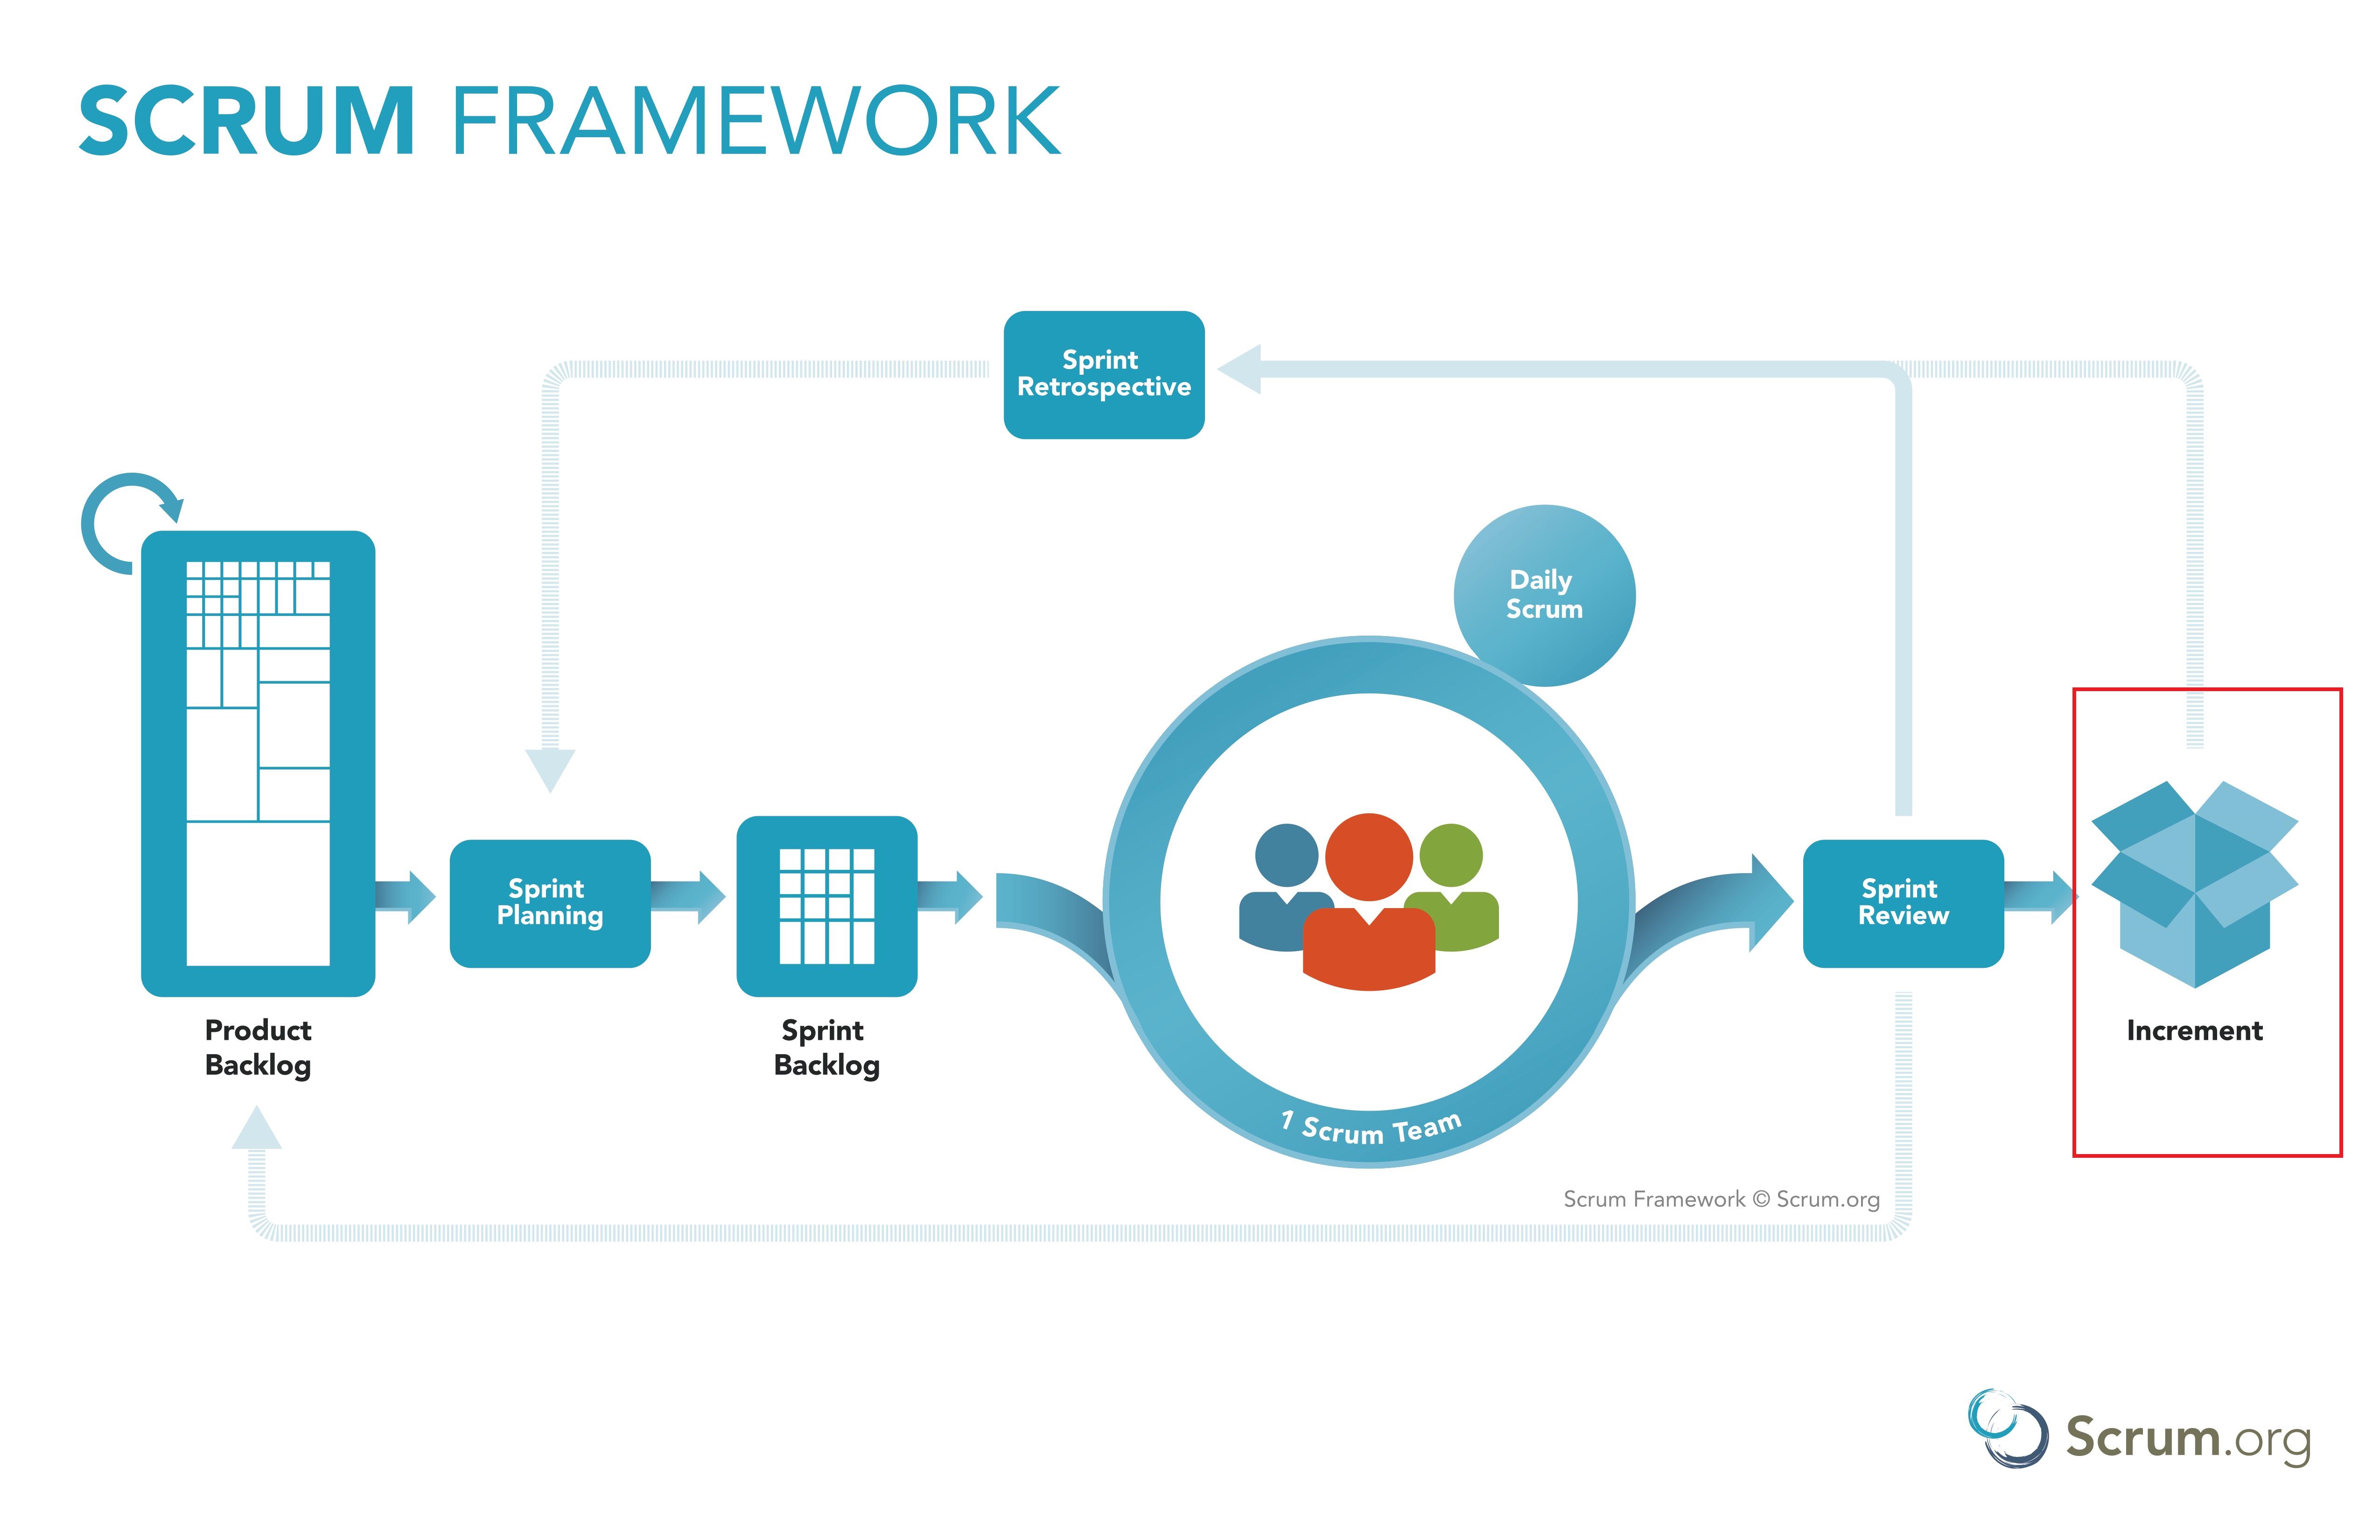 SCRUM FRAMEWORK
Sprint
Retrospective
Daily
Scrum
Sprint
Planning
Sprint
Review
Product
Backlog
Sprint
Backlog
Increment
1 Scrum Team
Scrum Framework © Scrum.org
Scrum.org